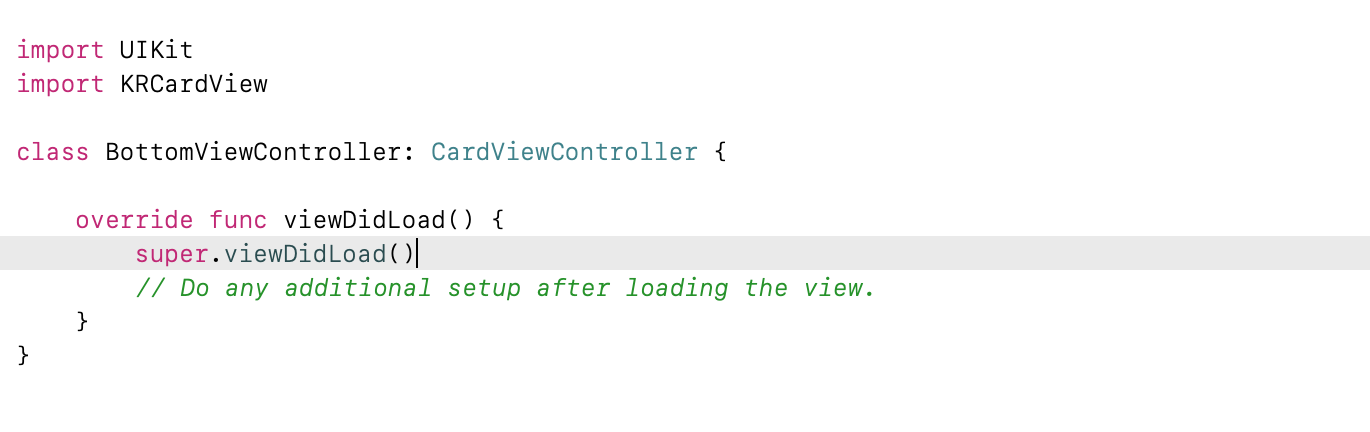 import UIKit
import KRCardView
class BottomViewController: CardViewController {
override func viewDidLoad() {
super.viewDidLoad()
// Do any additional setup after loading the view.
}
}